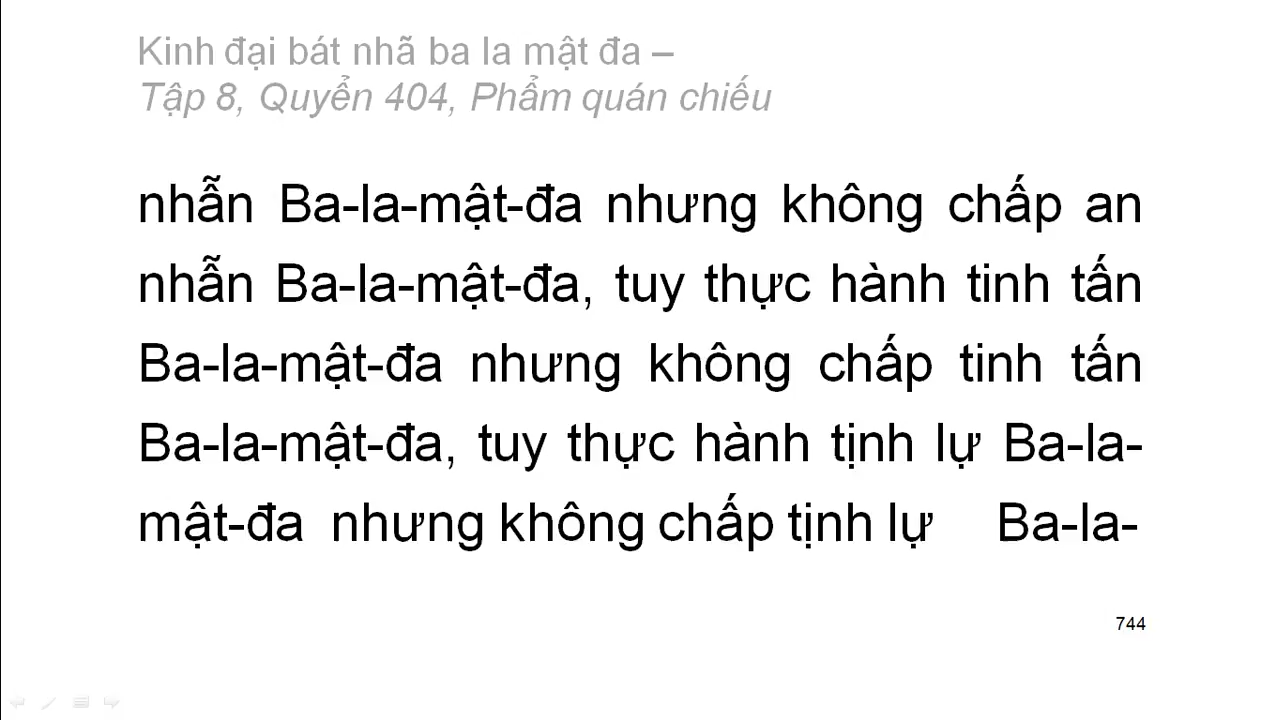 Kinh đại bát nhã ba la mật đa –
Tập 8, Quyển 404, Phẩm quán chiếu
nhẫn Ba-la-mật-đa nhưng không chấp an
nhẫn Ba-la-mật-đa, tuy thực hành tinh tấn
Ba-la-mật-đa nhưng không chấp tinh tấn
Ba-la-mật-đa, tuy thực hành tịnh lự Ba-la-
mật-đa nhưng không chấp tịnh lự Ba-la-
744